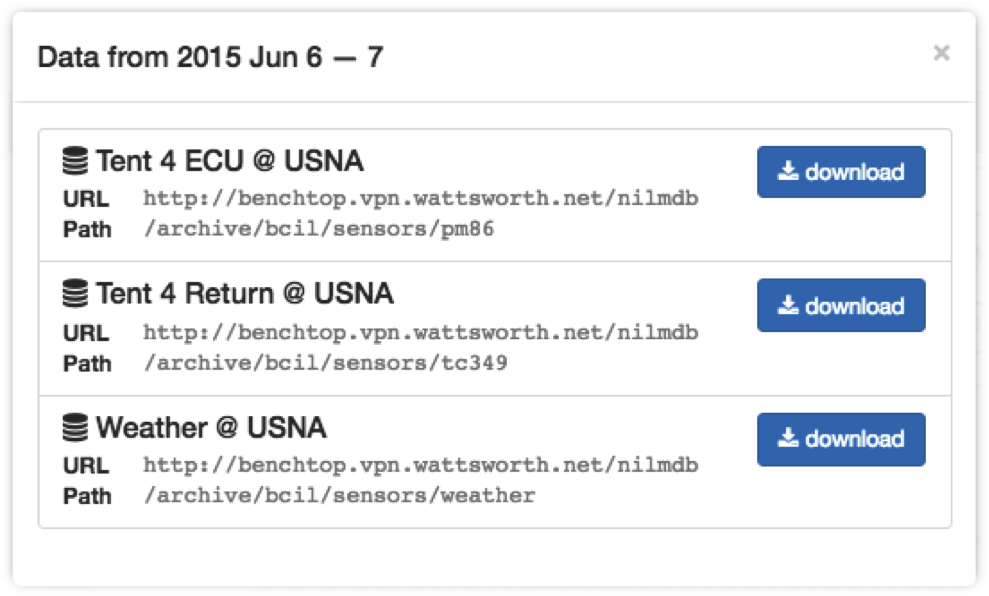 Data from 2015 Jun 6 — 7 ×
Tent 4 ECU @ USNA
download
URL http://benchtop.vpn.wattsworth.net/nilmdb
Path /archive/bcil/sensors/pm86
Tent 4 Return @ USNA
download
URL http://benchtop.vpn.wattsworth.net/nilmdb
Path /archive/bcil/sensors/tc349
Weather @ USNA
download
URL http://benchtop.vpn.wattsworth.net/nilmdb
Path /archive/bcil/sensors/weather